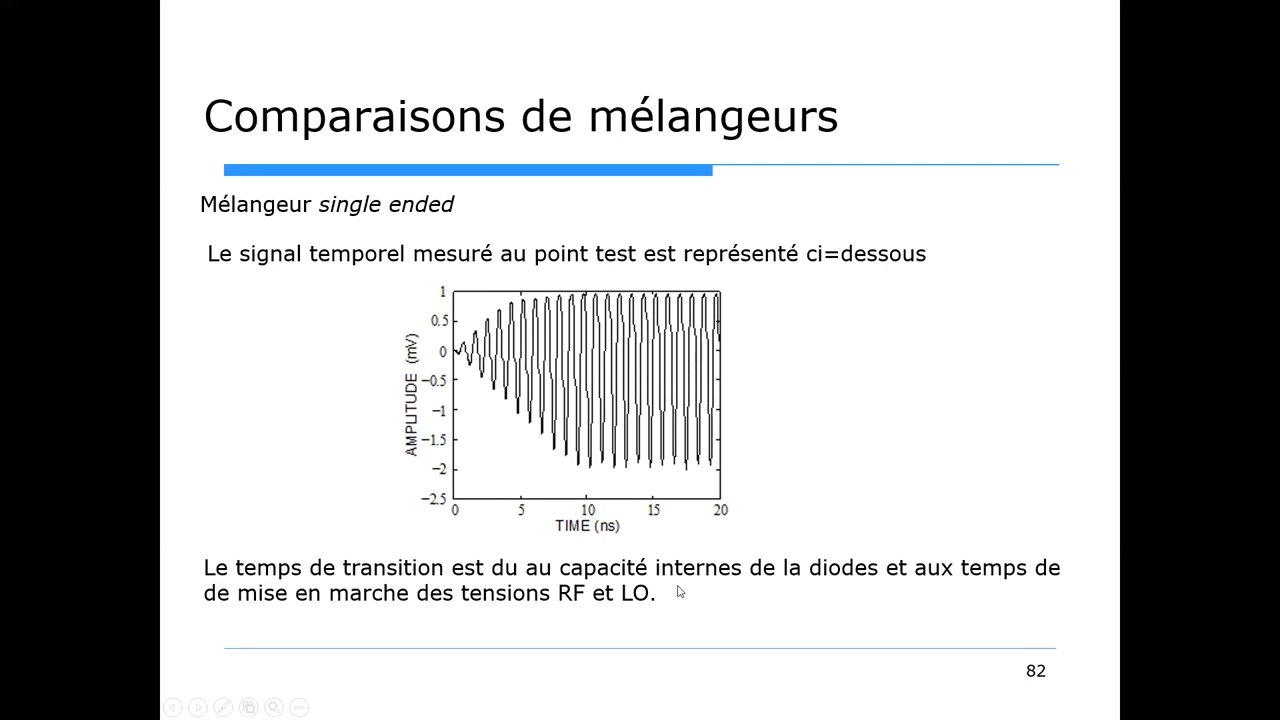 Comparaisons de mélangeurs
Mélangeur single ended
Le signal temporel mesuré au point test est représenté ci=dessous
1
0.5
0
−0.5
−1
−1.5
−2
−2.5
AMPLITUDE (mV)
0 5 10 15 20
TIME (ns)
Le temps de transition est du au capacité internes de la diodes et aux temps de
de mise en marche des tensions RF et LO.
82